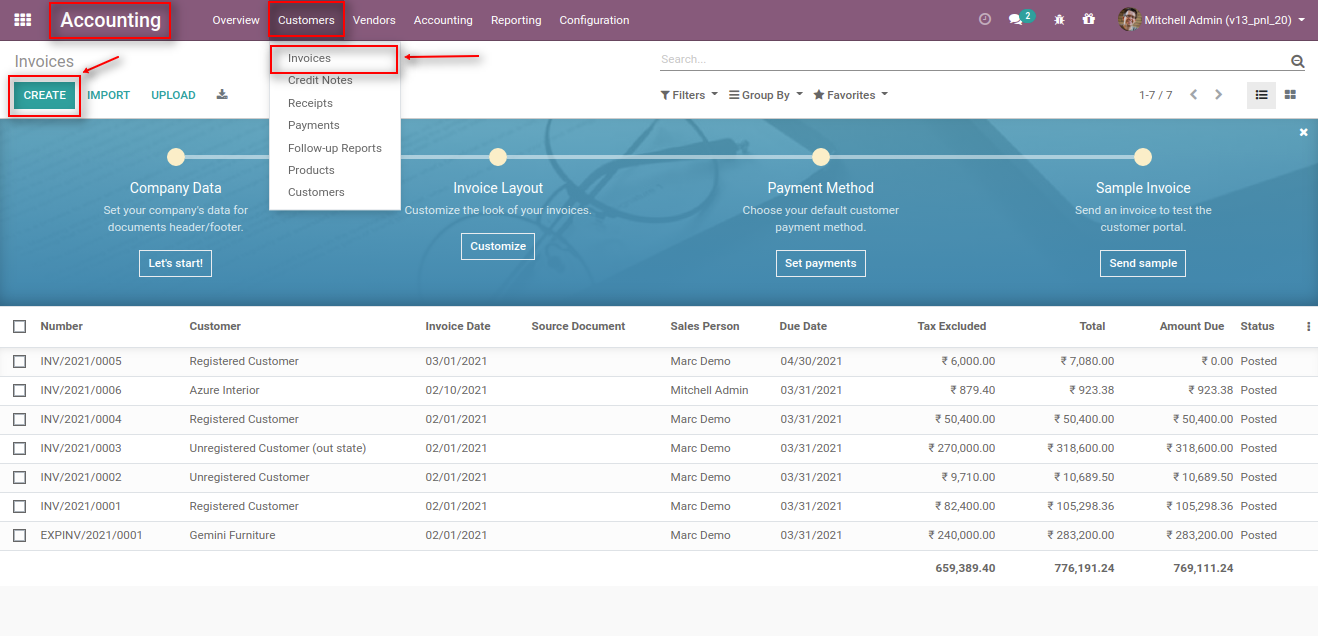 Accounting Overview Customers Vendors Accounting Reporting Configuration 2 Mitchell Admin (v13_pnl_20)
Invoices
Search...
CREATE IMPORT UPLOAD
Filters Group By Favorites 1-7 / 7
Invoices
Credit Notes
Receipts
Payments
Follow-up Reports
Products
Customers
Company Data
Set your company's data for
documents header/footer.
Let's start!
Invoice Layout
Customize the look of your invoices.
Customize
Payment Method
Choose your default customer
payment method.
Set payments
Sample Invoice
Send an invoice to test the
customer portal.
Send sample
Number Customer Invoice Date Source Document Sales Person Due Date Tax Excluded Total Amount Due Status
INV/2021/0005 Registered Customer 03/01/2021 Marc Demo 04/30/2021 ₹ 6,000.00 ₹ 7,080.00 ₹ 0.00 Posted
INV/2021/0006 Azure Interior 02/10/2021 Mitchell Admin 03/31/2021 ₹ 879.40 ₹ 923.38 ₹ 923.38 Posted
INV/2021/0004 Registered Customer 02/01/2021 Marc Demo 03/31/2021 ₹ 50,400.00 ₹ 50,400.00 ₹ 50,400.00 Posted
INV/2021/0003 Unregistered Customer (out state) 02/01/2021 Marc Demo 03/31/2021 ₹ 270,000.00 ₹ 318,600.00 ₹ 318,600.00 Posted
INV/2021/0002 Unregistered Customer 02/01/2021 Marc Demo 03/31/2021 ₹ 9,710.00 ₹ 10,689.50 ₹ 10,689.50 Posted
INV/2021/0001 Registered Customer 02/01/2021 Marc Demo 03/31/2021 ₹ 82,400.00 ₹ 105,298.36 ₹ 105,298.36 Posted
EXPINV/2021/0001 Gemini Furniture 02/01/2021 Marc Demo 03/31/2021 ₹ 240,000.00 ₹ 283,200.00 ₹ 283,200.00 Posted
659,389.40 776,191.24 769,111.24